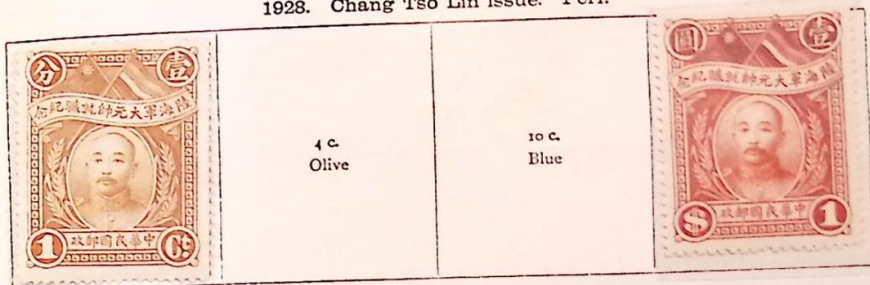 1928. Chang Tso Lin issue. Perf.
分 壹
念紀職就帥元大軍海陸
1 政郵國民華中 Ct
4 c.
Olive
10 c.
Blue
圓 壹
念紀職就帥元大軍海陸
$ 政郵國民華中 1